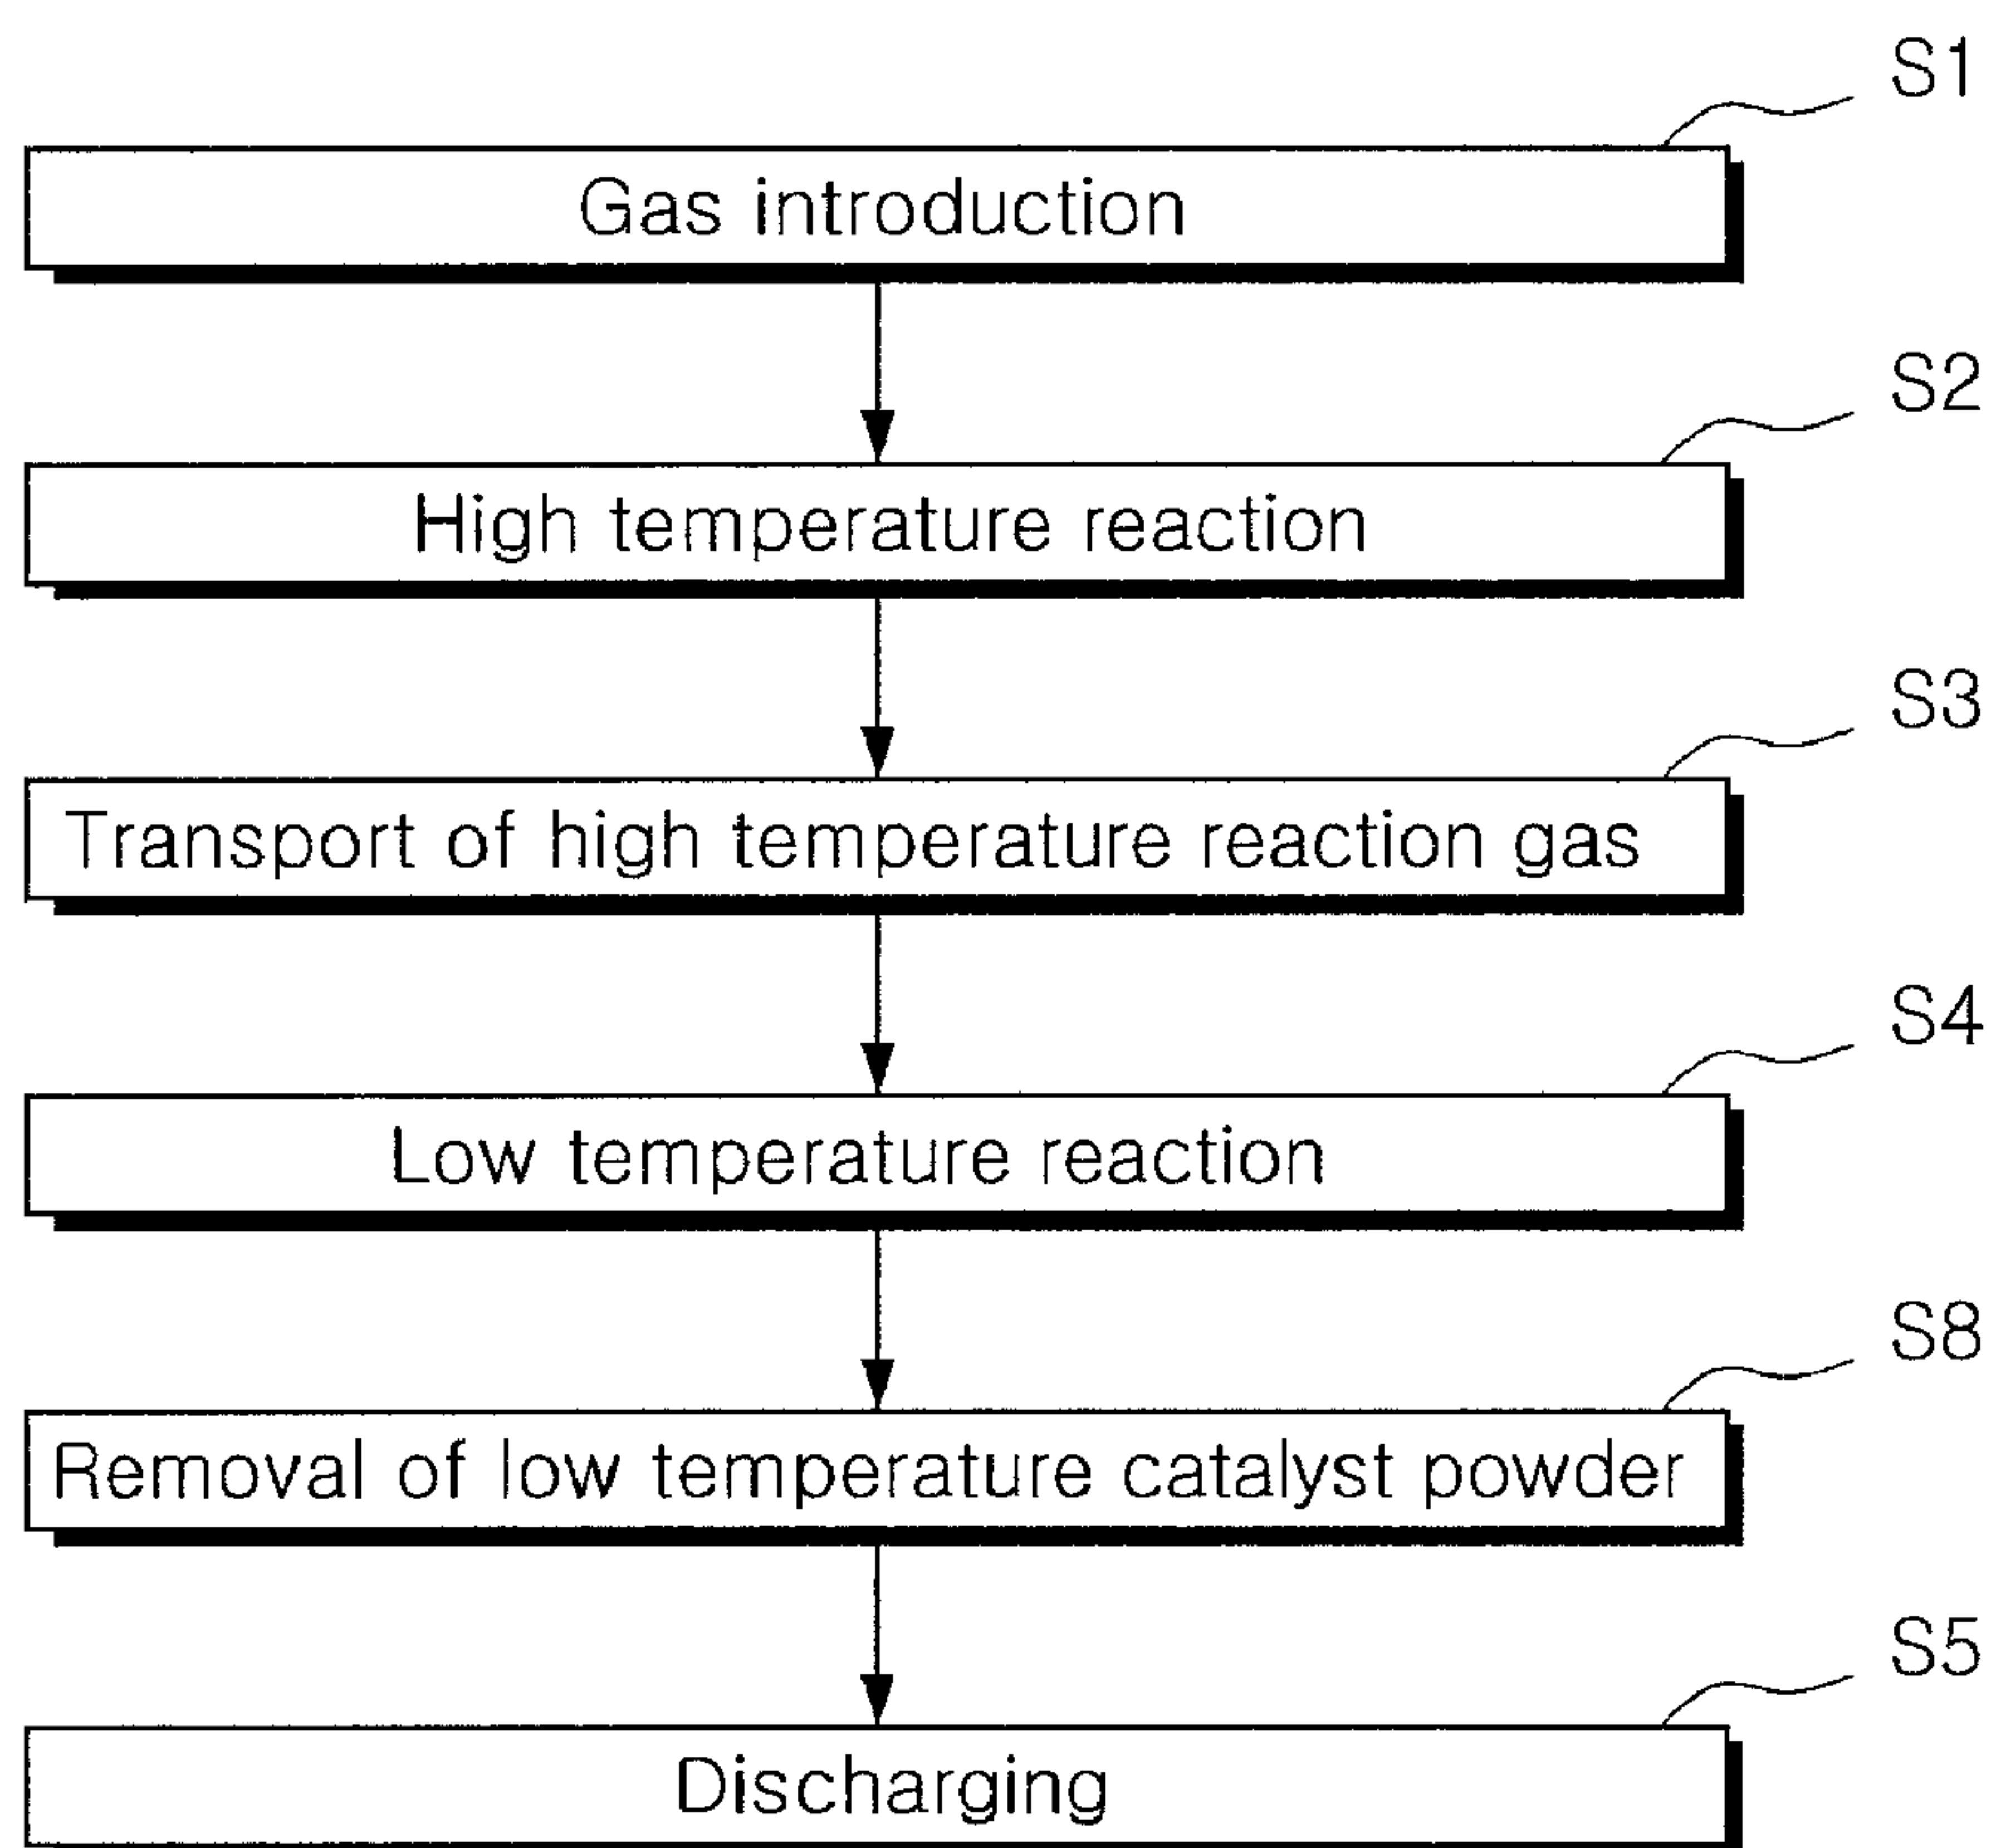 S1
Gas introduction
S2
High temperature reaction
S3
Transport of high temperature reaction gas
S4
Low temperature reaction
S8
Removal of low temperature catalyst powder
S5
Discharging